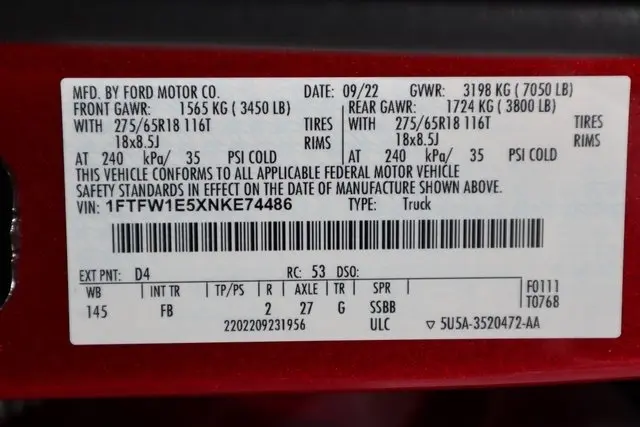 MFD. BY FORD MOTOR CO. DATE: 09/22 GVWR: 3198 KG ( 7050 LB)
FRONT GAWR: 1565 KG ( 3450 LB) REAR GAWR: 1724 KG ( 3800 LB)
WITH 275/65R18 116T TIRES WITH 275/65R18 116T TIRES
18x8.5J RIMS 18x8.5J RIMS
AT 240 kPa/ 35 PSI COLD AT 240 kPa/ 35 PSI COLD
THIS VEHICLE CONFORMS TO ALL APPLICABLE FEDERAL MOTOR VEHICLE
SAFETY STANDARDS IN EFFECT ON THE DATE OF MANUFACTURE SHOWN ABOVE.
VIN: 1FTFW1E5XNKE74486 TYPE: Truck
EXT PNT: D4 RC: 53 DSO:
WB INT TR TP/PS R AXLE TR SPR F0111
145 FB 2 27 G SSBB T0768
2202209231956 ULC ▽ 5U5A-3520472-AA